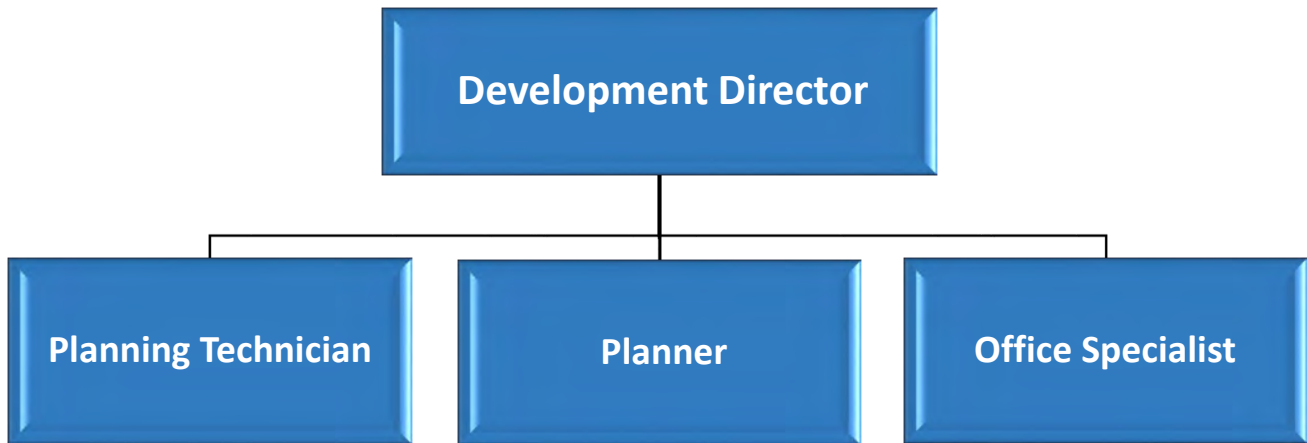 Development Director
Planning Technician
Planner
Office Specialist